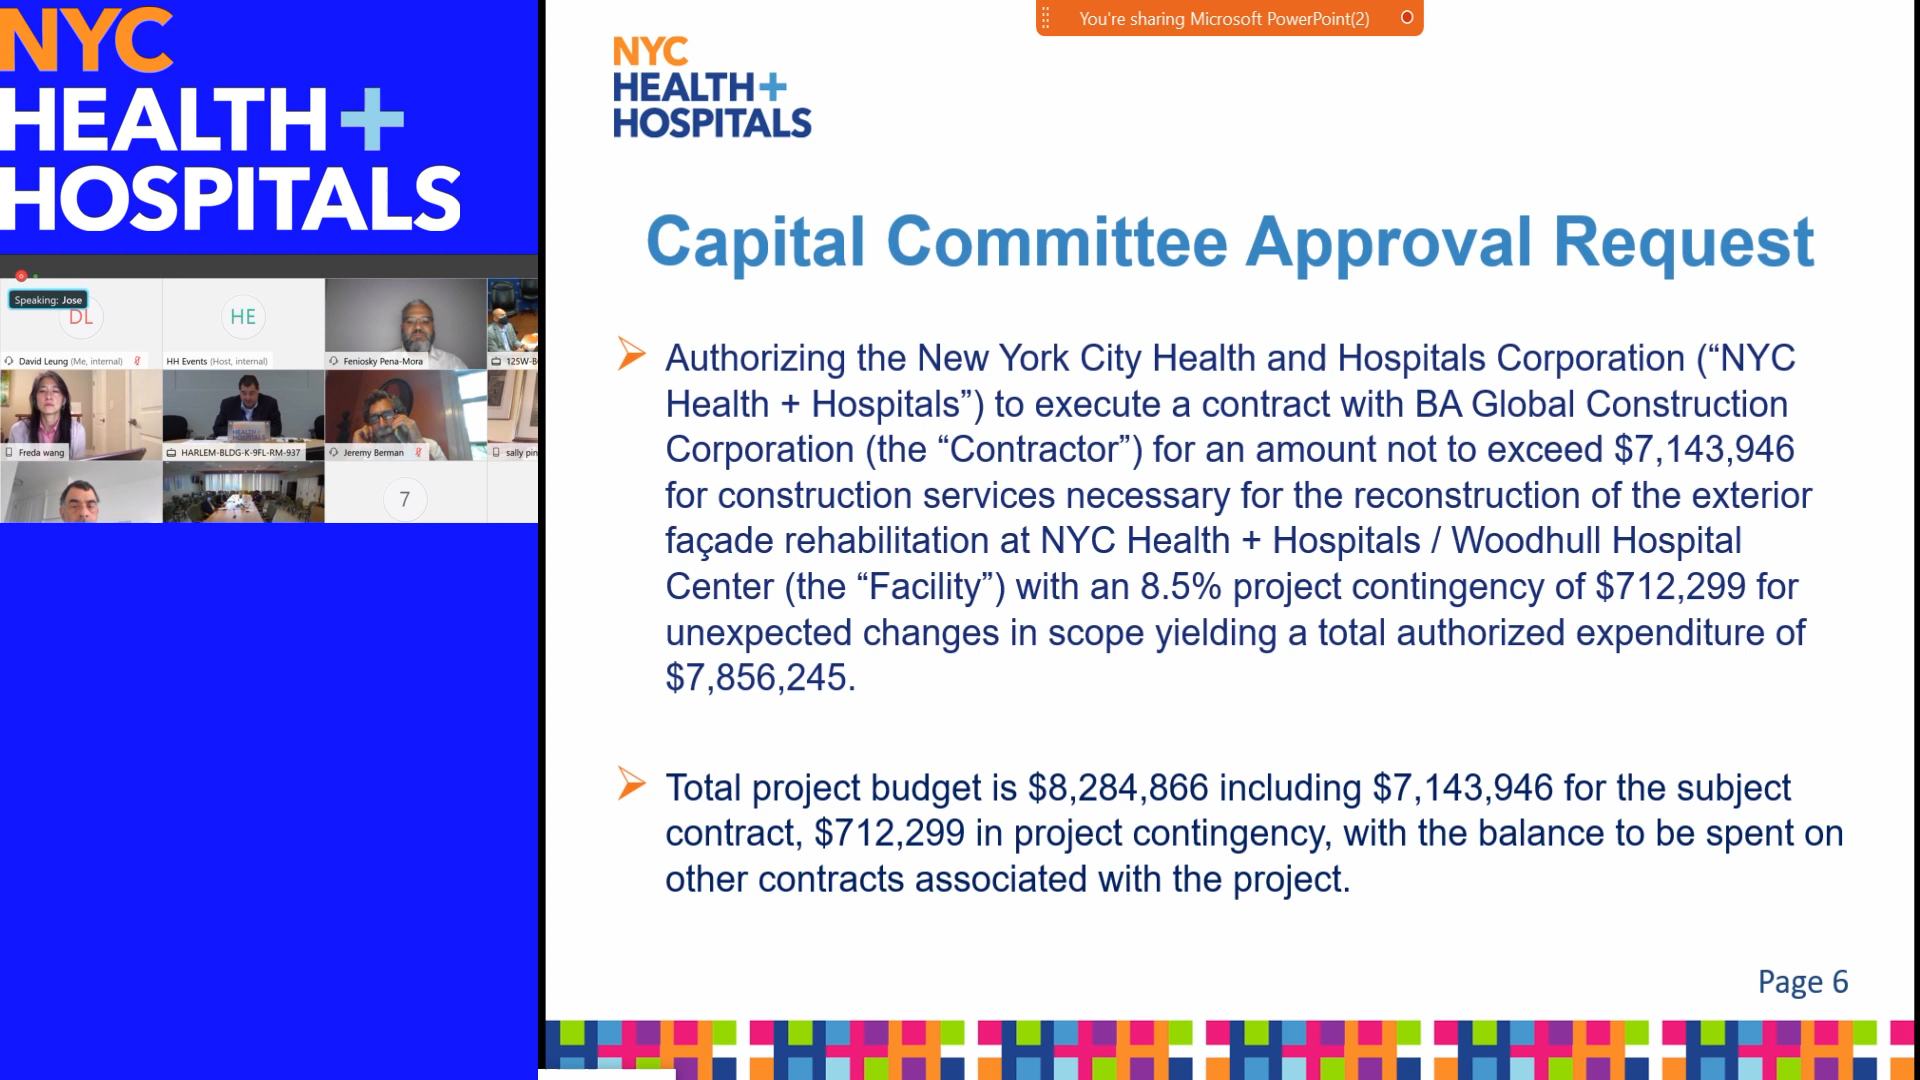 NYC
HEALTH+
HOSPITALS
Speaking: Jose
DL
David Leung (Me, internal)
HE
HH Events (Host, internal)
Feniosky Pena-Mora
Freda wang
HARLEM-BLDG-K-9FL-RM-937
Jeremy Berman
sally pin
7
You're sharing Microsoft PowerPoint(2)
NYC
HEALTH+
HOSPITALS
Capital Committee Approval Request
Authorizing the New York City Health and Hospitals Corporation (“NYC
Health + Hospitals”) to execute a contract with BA Global Construction
Corporation (the “Contractor”) for an amount not to exceed $7,143,946
for construction services necessary for the reconstruction of the exterior
façade rehabilitation at NYC Health + Hospitals / Woodhull Hospital
Center (the “Facility”) with an 8.5% project contingency of $712,299 for
unexpected changes in scope yielding a total authorized expenditure of
$7,856,245.
Total project budget is $8,284,866 including $7,143,946 for the subject
contract, $712,299 in project contingency, with the balance to be spent on
other contracts associated with the project.
Page 6